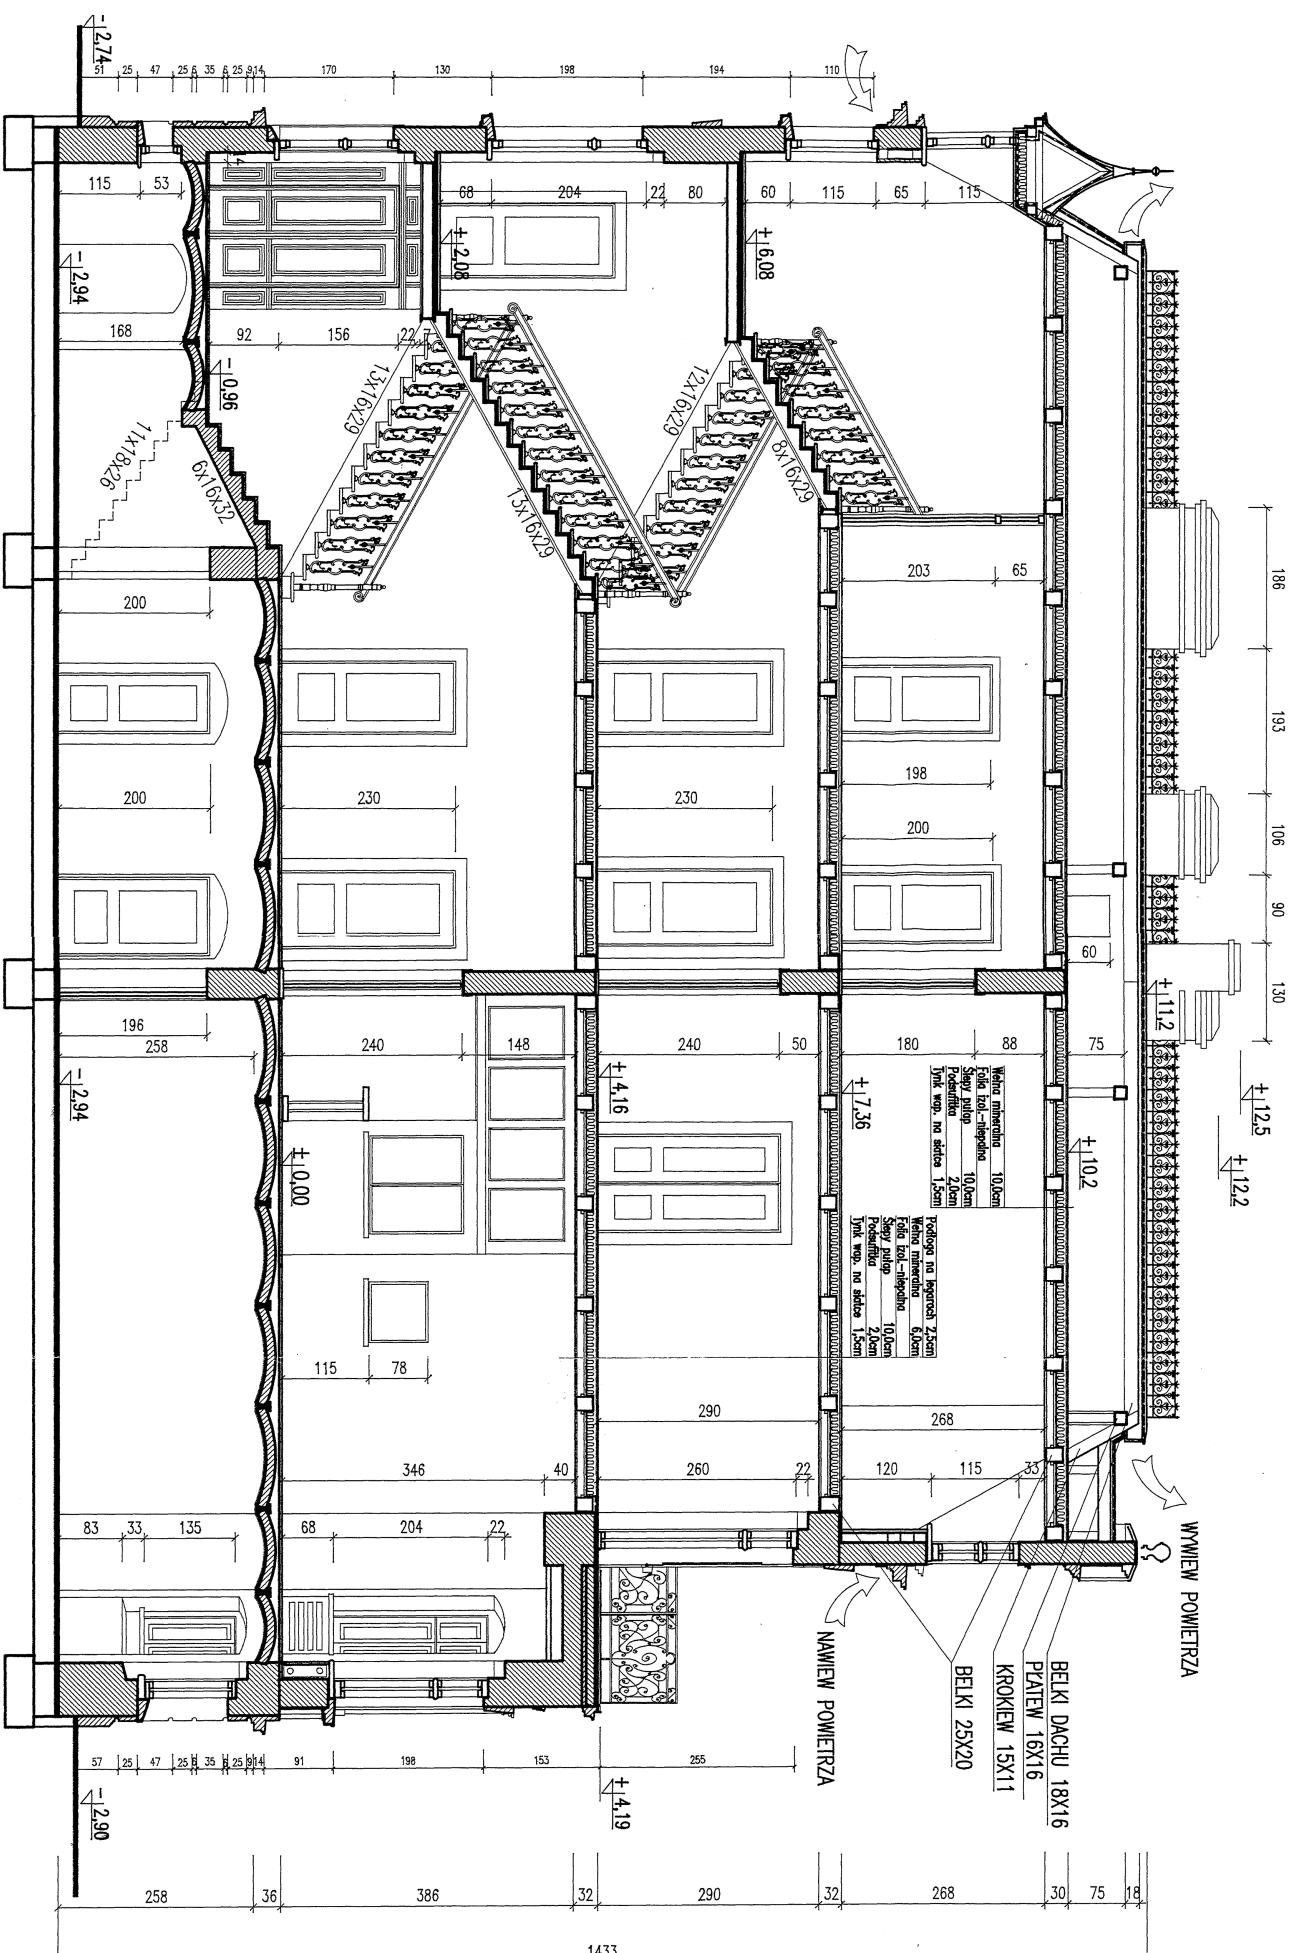 - 2,74
51 25 47 25 6 35 6 25 9 14 170 130 198 194 110
14
115 53 68 204 22 80 60 115 65 115
- 2,94
+ 2,08
+ 6,08
168 92 156 22 7
- 0,96
11x18x26
6x16x32
13x16x29
13x16x29
12x16x29
8x16x29
200
203 65
186
193
106
90
130
198
200 230 230
200
60
196
258 240 148 240 50 180 88 75
- 2,94
± 0,00
+ 4,16
+ 7,36
+ 10,2
+ 11,2
+ 12,5
+ 12,2
Wełna mineralna 10,0cm
Folia izol.-niepalna
Ślepy pułap 10,0cm
Podsufitka 2,0cm
Tynk wap. na siatce 1,5cm
Podłoga na legarach 2,5cm
Wełna mineralna 6,0cm
Folia izol.-niepalna
Ślepy pułap 10,0cm
Podsufitka 2,0cm
Tynk wap. na siatce 1,5cm
115 78
290
268
346 40 260 22 120 115 33
83 33 135 68 204 22
WYWIEW POWIETRZA
NAWIEW POWIETRZA
BELKI DACHU 18X16
PŁATEW 16X16
KROKIEW 15X11
BELKI 25X20
57 25 47 25 6 35 6 25 9 14 91 198 153 255
- 2,90
+ 4,19
258 36 386 32 290 32 268 30 75 18
1433